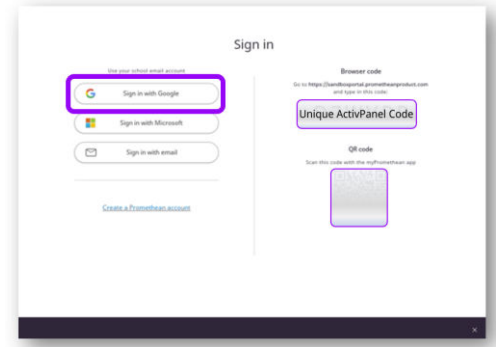 Sign in
Use your school email account
Sign in with Google
Sign in with Microsoft
Sign in with email
Create a Promethean account
Browser code
Go to https://sandboxportal.prometheanproduct.com
and type in this code:
Unique ActivPanel Code
QR code
Scan this code with the myPromethean app